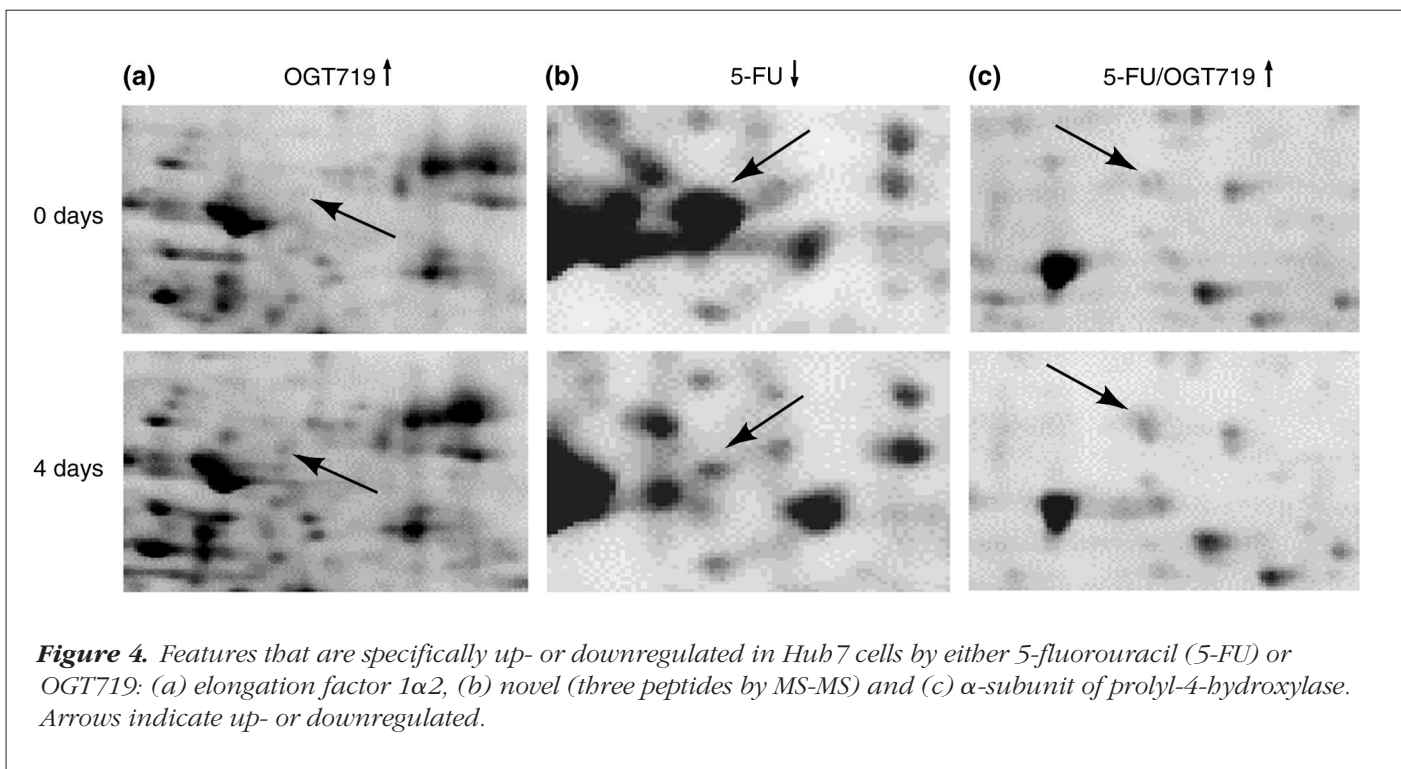 (a) OGT719 ↑ (b) 5-FU ↓ (c) 5-FU/OGT719 ↑
0 days
4 days
Figure 4. Features that are specifically up- or downregulated in Huh7 cells by either 5-fluorouracil (5-FU) or
OGT719: (a) elongation factor 1α2, (b) novel (three peptides by MS-MS) and (c) α-subunit of prolyl-4-hydroxylase.
Arrows indicate up- or downregulated.